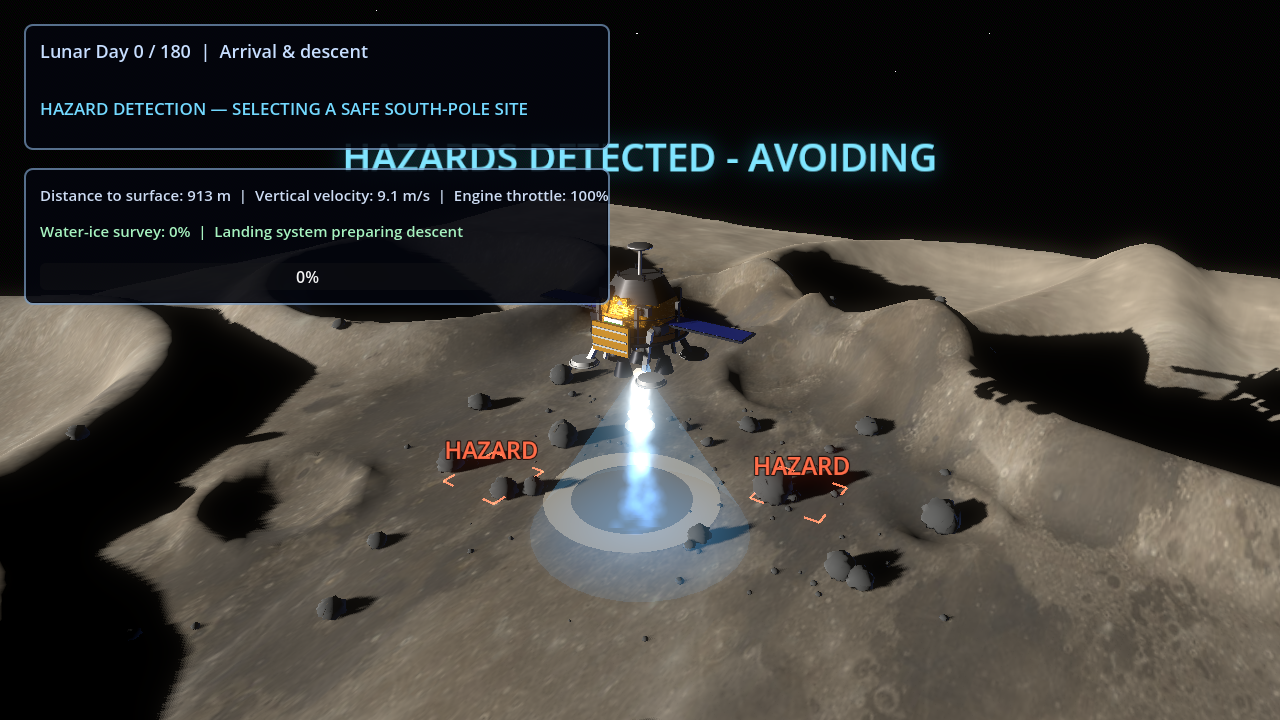 Lunar Day 0 / 180 | Arrival & descent
HAZARD DETECTION — SELECTING A SAFE SOUTH-POLE SITE
HAZARDS DETECTED - AVOIDING
Distance to surface: 913 m | Vertical velocity: 9.1 m/s | Engine throttle: 100%
Water-ice survey: 0% | Landing system preparing descent
0%
HAZARD
HAZARD